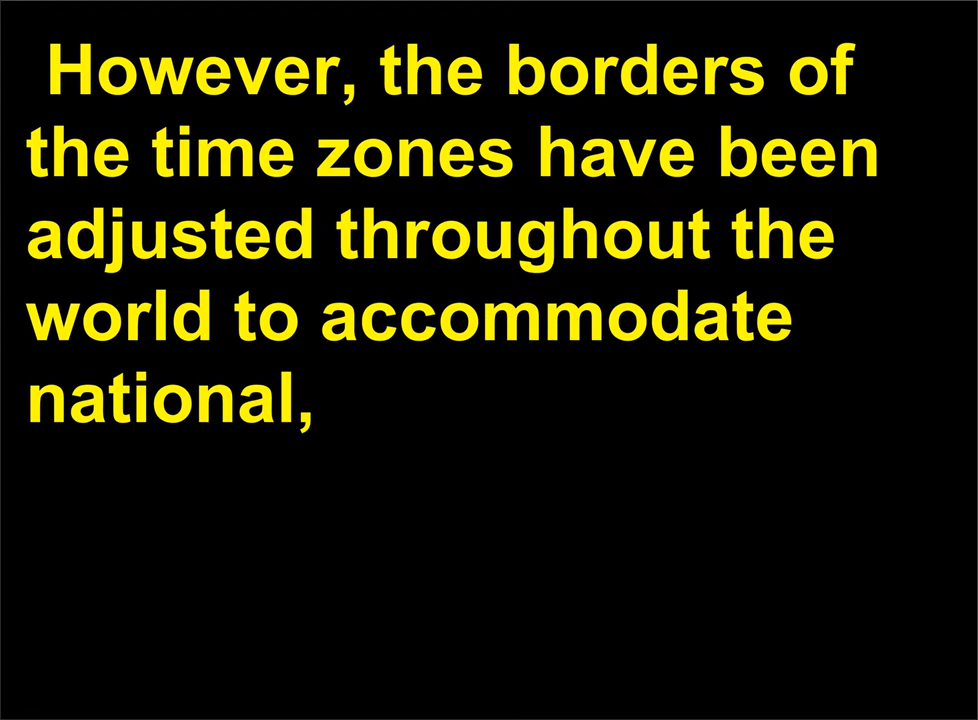 However, the borders of
the time zones have been
adjusted throughout the
world to accommodate
national,